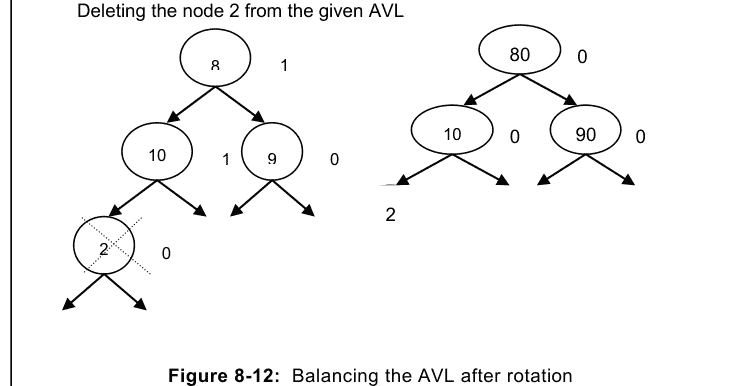 Deleting the node 2 from the given AVL
8 1 80 0
10 1 9 0 10 0 90 0
2
2 0
Figure 8-12: Balancing the AVL after rotation